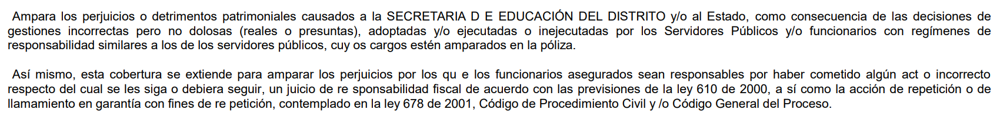 Ampara los perjuicios o detrimentos patrimoniales causados a la SECRETARIA D E EDUCACIÓN DEL DISTRITO y/o al Estado, como consecuencia de las decisiones de
gestiones incorrectas pero no dolosas (reales o presuntas), adoptadas y/o ejecutadas o inejecutadas por los Servidores Públicos y/o funcionarios con regímenes de
responsabilidad similares a los de los servidores públicos, cuy os cargos estén amparados en la póliza.
Así mismo, esta cobertura se extiende para amparar los perjuicios por los qu e los funcionarios asegurados sean responsables por haber cometido algún act o incorrecto
respecto del cual se les siga o debiera seguir, un juicio de re sponsabilidad fiscal de acuerdo con las previsiones de la ley 610 de 2000, a sí como la acción de repetición o de
llamamiento en garantía con fines de re petición, contemplado en la ley 678 de 2001, Código de Procedimiento Civil y /o Código General del Proceso.